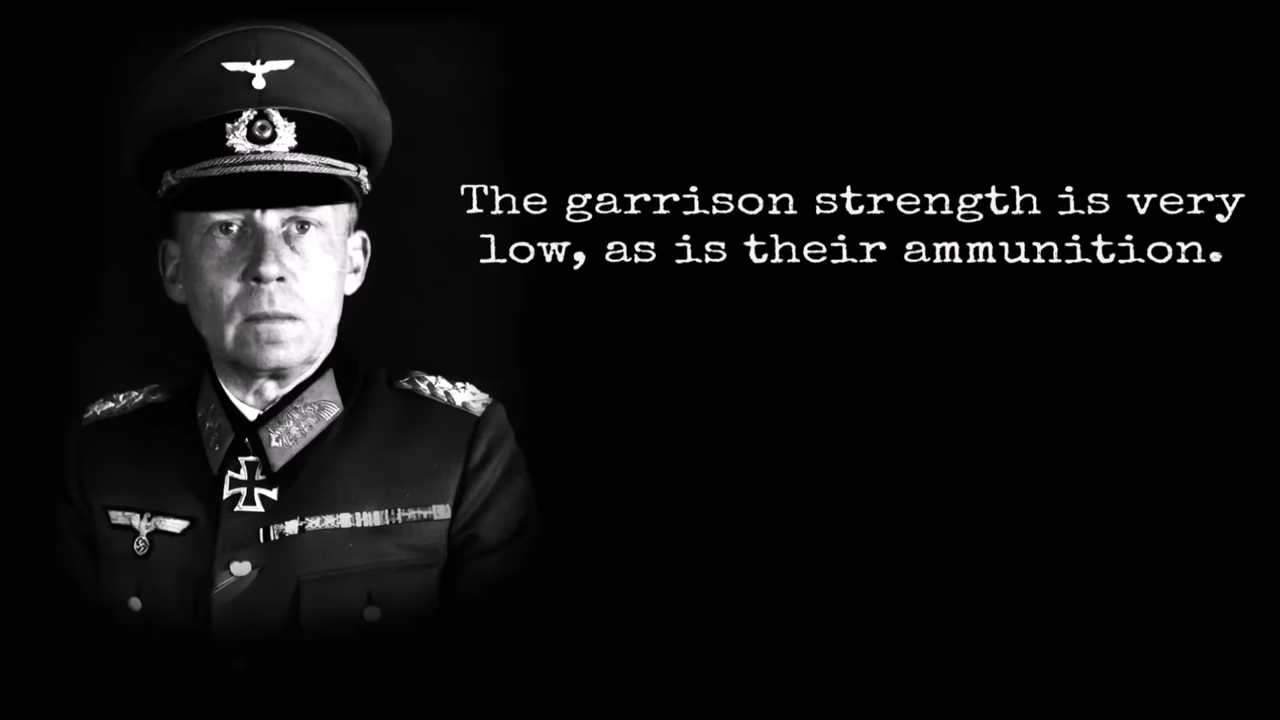 The garrison strength is very
low, as is their ammunition.